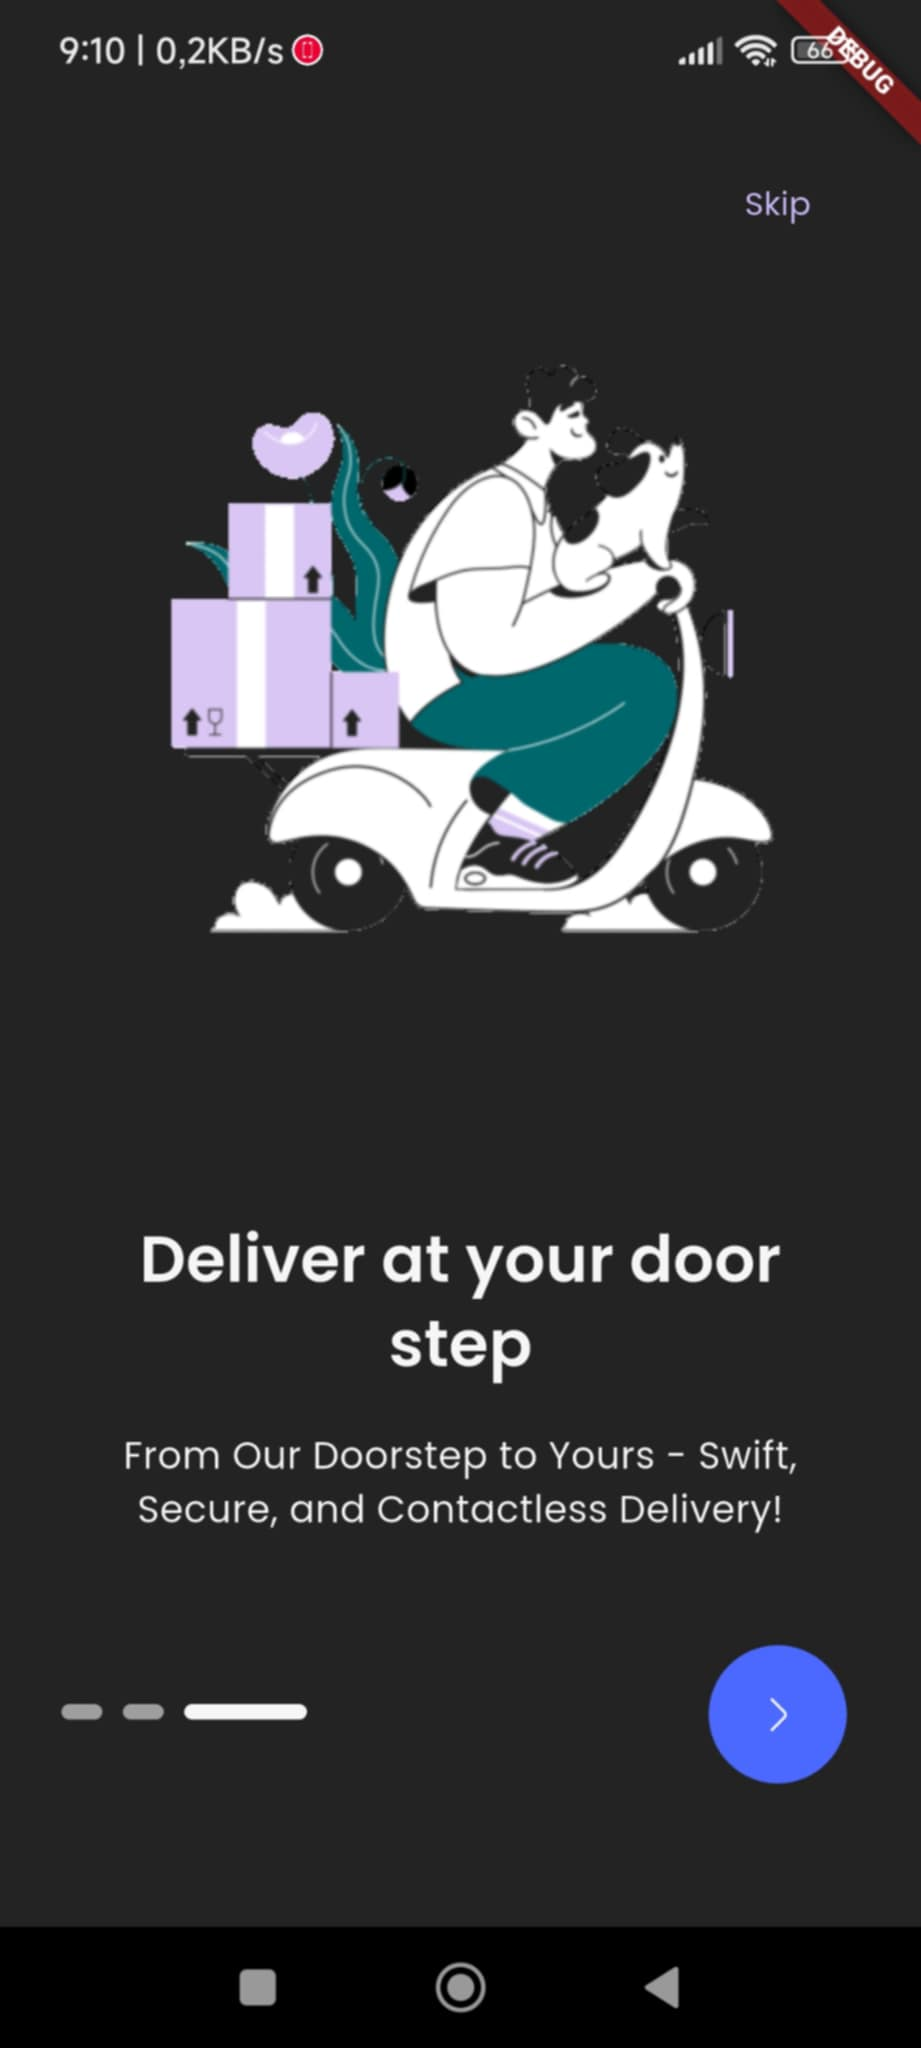 9:10 | 0,2KB/s
66
DEBUG
Skip
Deliver at your door
step
From Our Doorstep to Yours - Swift,
Secure, and Contactless Delivery!